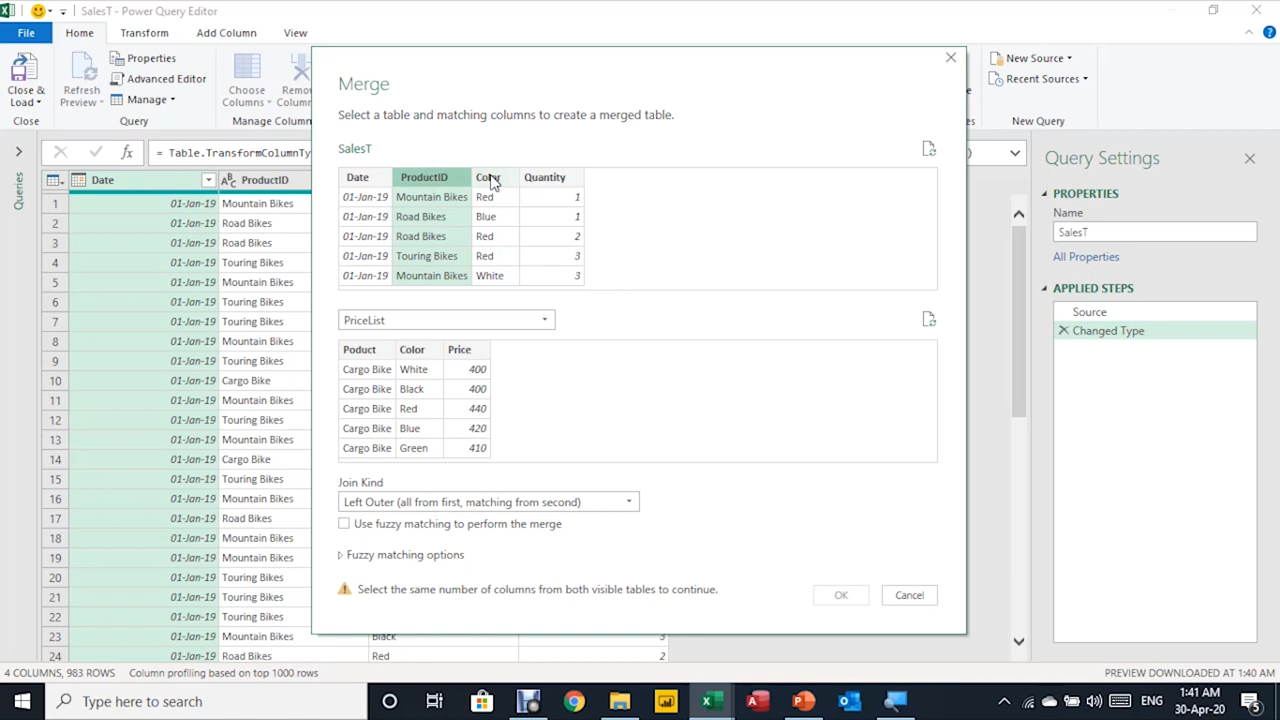 SalesT - Power Query Editor
File Home Transform Add Column View
Close & Load
Refresh Preview
Properties
Advanced Editor
Manage
Choose Columns
Remove Colum
New Source
Recent Sources
Close
Query
Manage Column
New Query
= Table.TransformColumnTy
Date
ProductID
1 01-Jan-19 Mountain Bikes
2 01-Jan-19 Road Bikes
3 01-Jan-19 Road Bikes
4 01-Jan-19 Touring Bikes
5 01-Jan-19 Mountain Bikes
6 01-Jan-19 Touring Bikes
7 01-Jan-19 Touring Bikes
8 01-Jan-19 Mountain Bikes
9 01-Jan-19 Touring Bikes
10 01-Jan-19 Cargo Bike
11 01-Jan-19 Mountain Bikes
12 01-Jan-19 Touring Bikes
13 01-Jan-19 Mountain Bikes
14 01-Jan-19 Cargo Bike
15 01-Jan-19 Touring Bikes
16 01-Jan-19 Mountain Bikes
17 01-Jan-19 Road Bikes
18 01-Jan-19 Mountain Bikes
19 01-Jan-19 Mountain Bikes
20 01-Jan-19 Touring Bikes
21 01-Jan-19 Touring Bikes
22 01-Jan-19 Touring Bikes
23 01-Jan-19 Mountain Bikes Black
24 01-Jan-19 Road Bikes Red 2
Queries
Merge
Select a table and matching columns to create a merged table.
SalesT
Date ProductID Color Quantity
01-Jan-19 Mountain Bikes Red 1
01-Jan-19 Road Bikes Blue 1
01-Jan-19 Road Bikes Red 2
01-Jan-19 Touring Bikes Red 3
01-Jan-19 Mountain Bikes White 3
PriceList
Poduct Color Price
Cargo Bike White 400
Cargo Bike Black 400
Cargo Bike Red 440
Cargo Bike Blue 420
Cargo Bike Green 410
Join Kind
Left Outer (all from first, matching from second)
Use fuzzy matching to perform the merge
Fuzzy matching options
Select the same number of columns from both visible tables to continue.
OK Cancel
Query Settings
PROPERTIES
Name
SalesT
All Properties
APPLIED STEPS
Source
Changed Type
4 COLUMNS, 983 ROWS Column profiling based on top 1000 rows PREVIEW DOWNLOADED AT 1:40 AM
Type here to search
ENG
1:41 AM
30-Apr-20
5